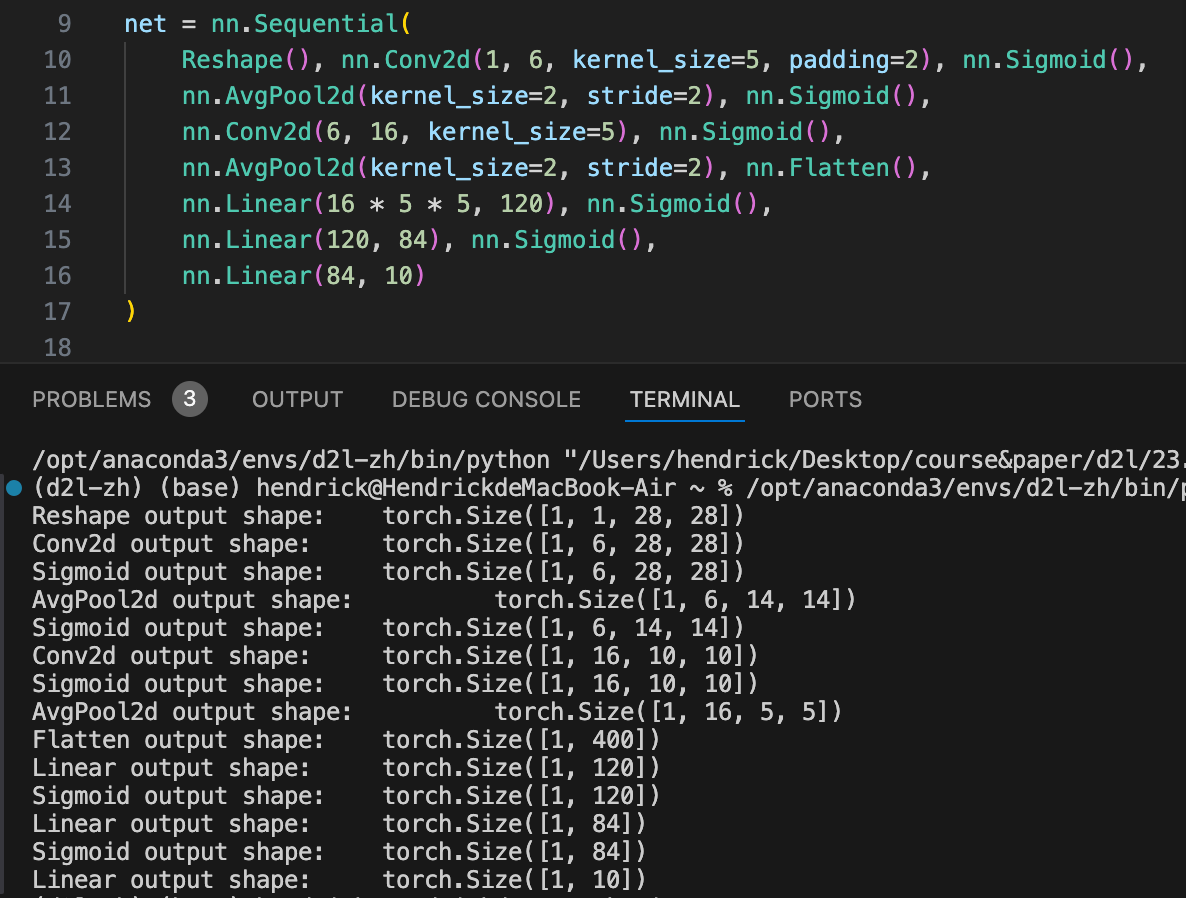 9 net = nn.Sequential(
10 Reshape(), nn.Conv2d(1, 6, kernel_size=5, padding=2), nn.Sigmoid(),
11 nn.AvgPool2d(kernel_size=2, stride=2), nn.Sigmoid(),
12 nn.Conv2d(6, 16, kernel_size=5), nn.Sigmoid(),
13 nn.AvgPool2d(kernel_size=2, stride=2), nn.Flatten(),
14 nn.Linear(16 * 5 * 5, 120), nn.Sigmoid(),
15 nn.Linear(120, 84), nn.Sigmoid(),
16 nn.Linear(84, 10)
17 )
18
PROBLEMS 3 OUTPUT DEBUG CONSOLE TERMINAL PORTS
/opt/anaconda3/envs/d2l-zh/bin/python "/Users/hendrick/Desktop/course&paper/d2l/23.
(d2l-zh) (base) hendrick@HendrickdeMacBook-Air ~ % /opt/anaconda3/envs/d2l-zh/bin/p
Reshape output shape: torch.Size([1, 1, 28, 28])
Conv2d output shape: torch.Size([1, 6, 28, 28])
Sigmoid output shape: torch.Size([1, 6, 28, 28])
AvgPool2d output shape: torch.Size([1, 6, 14, 14])
Sigmoid output shape: torch.Size([1, 6, 14, 14])
Conv2d output shape: torch.Size([1, 16, 10, 10])
Sigmoid output shape: torch.Size([1, 16, 10, 10])
AvgPool2d output shape: torch.Size([1, 16, 5, 5])
Flatten output shape: torch.Size([1, 400])
Linear output shape: torch.Size([1, 120])
Sigmoid output shape: torch.Size([1, 120])
Linear output shape: torch.Size([1, 84])
Sigmoid output shape: torch.Size([1, 84])
Linear output shape: torch.Size([1, 10])